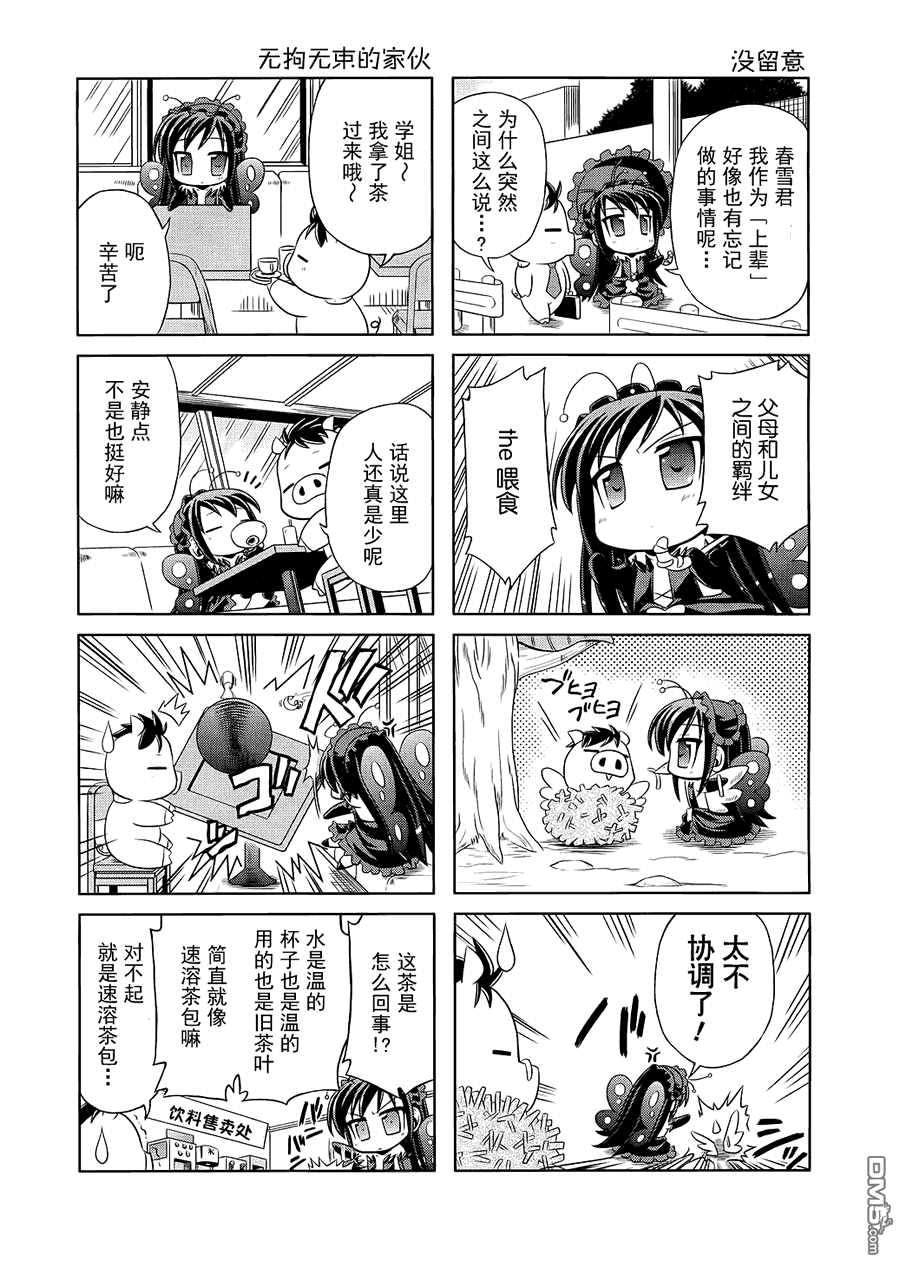 没留意
春雪君
我作为「上辈」
好像也有忘记
做的事情呢…
为什么突然
之间这么说…?
父母和儿女
之间的羁绊
the 喂食
ブヒョ
ブヒョ
太不
协调了！
无拘无束的家伙
学姐～
我拿了茶
过来哦～
呃
辛苦了
话说这里
人还真是少呢
安静点
不是也挺好嘛
ドゴッ
这茶是
怎么回事!?
水是温的
杯子也是温的
用的也是旧茶叶
简直就像
速溶茶包嘛
对不起
就是速溶茶包…
饮料售卖处
DM5.com